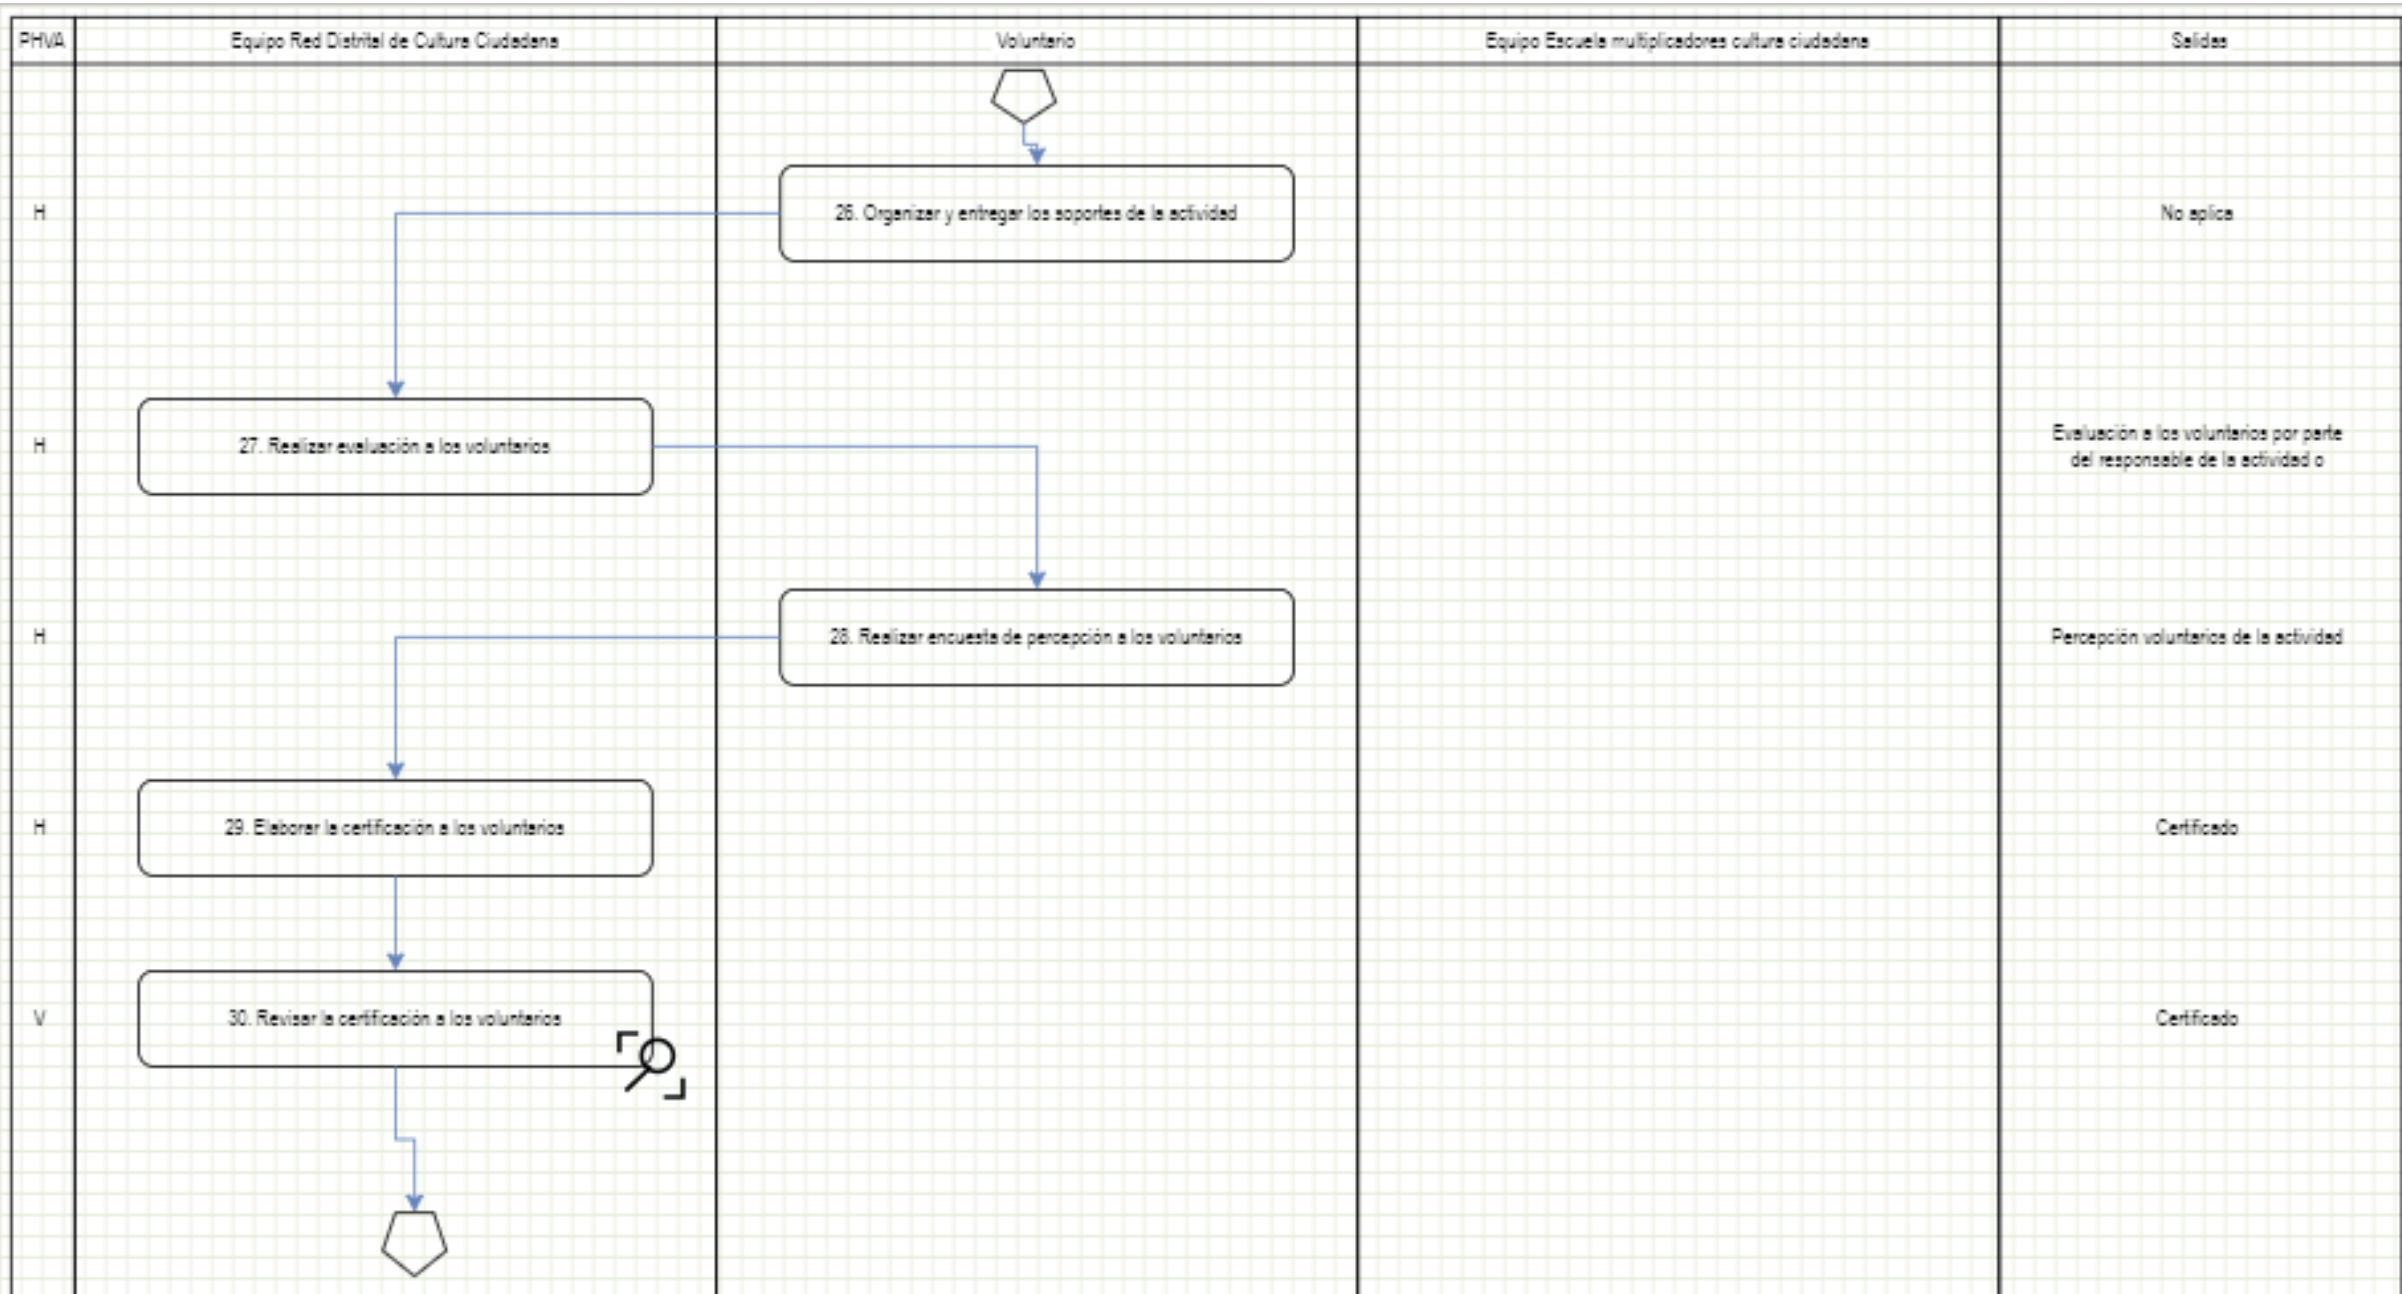 PHVA
Equipo Red Distrital de Cultura Ciudadana
Voluntario
Equipo Escuela multiplicadores cultura ciudadana
Salidas
H
26. Organizar y entregar los soportes de la actividad
No aplica
H
27. Realizar evaluación a los voluntarios
Evaluación a los voluntarios por parte
del responsable de la actividad o
H
28. Realizar encuesta de percepción a los voluntarios
Percepción voluntarios de la actividad
H
29. Elaborar la certificación a los voluntarios
Certificado
V
30. Revisar la certificación a los voluntarios
Certificado